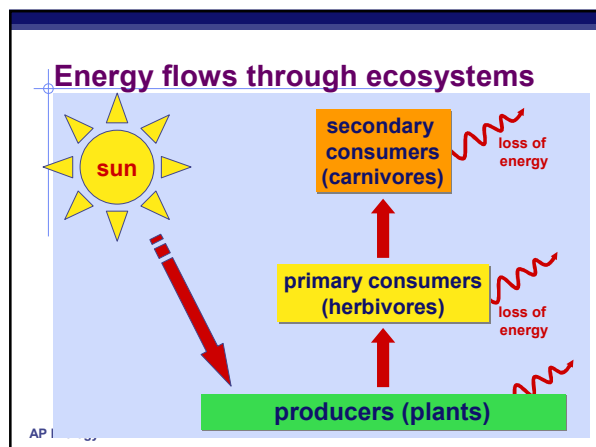 Energy flows through ecosystems
sun
secondary
consumers
(carnivores)
loss of
energy
primary consumers
(herbivores)
loss of
energy
producers (plants)
AP